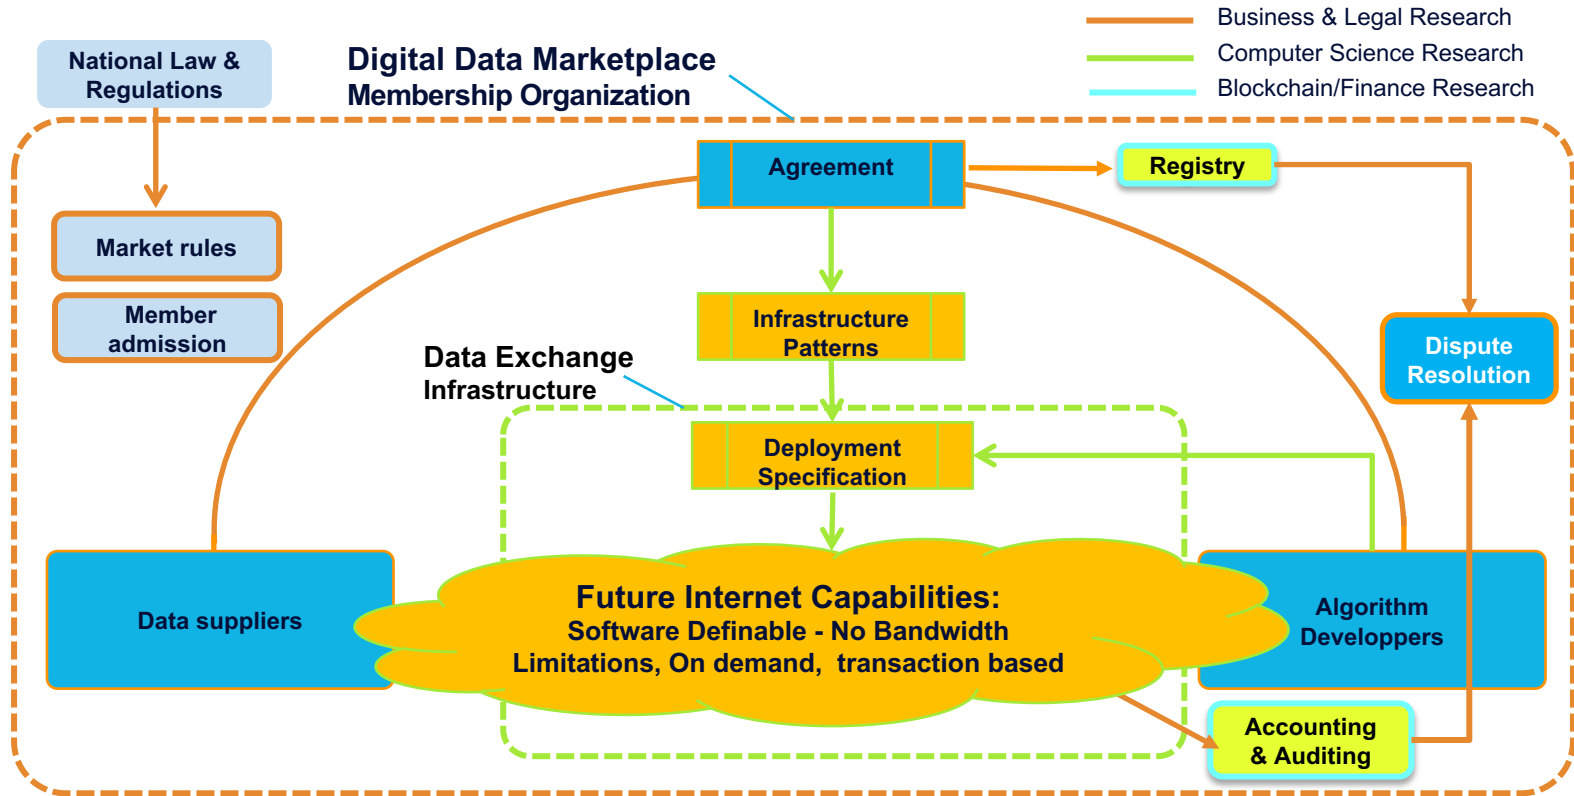 Business & Legal Research
Computer Science Research
Blockchain/Finance Research
National Law &
Regulations
Digital Data Marketplace
Membership Organization
Agreement
Registry
Market rules
Member
admission
Infrastructure
Patterns
Data Exchange
Infrastructure
Dispute
Resolution
Deployment
Specification
Data suppliers
Future Internet Capabilities:
Software Definable - No Bandwidth
Limitations, On demand, transaction based
Algorithm
Developpers
Accounting
& Auditing